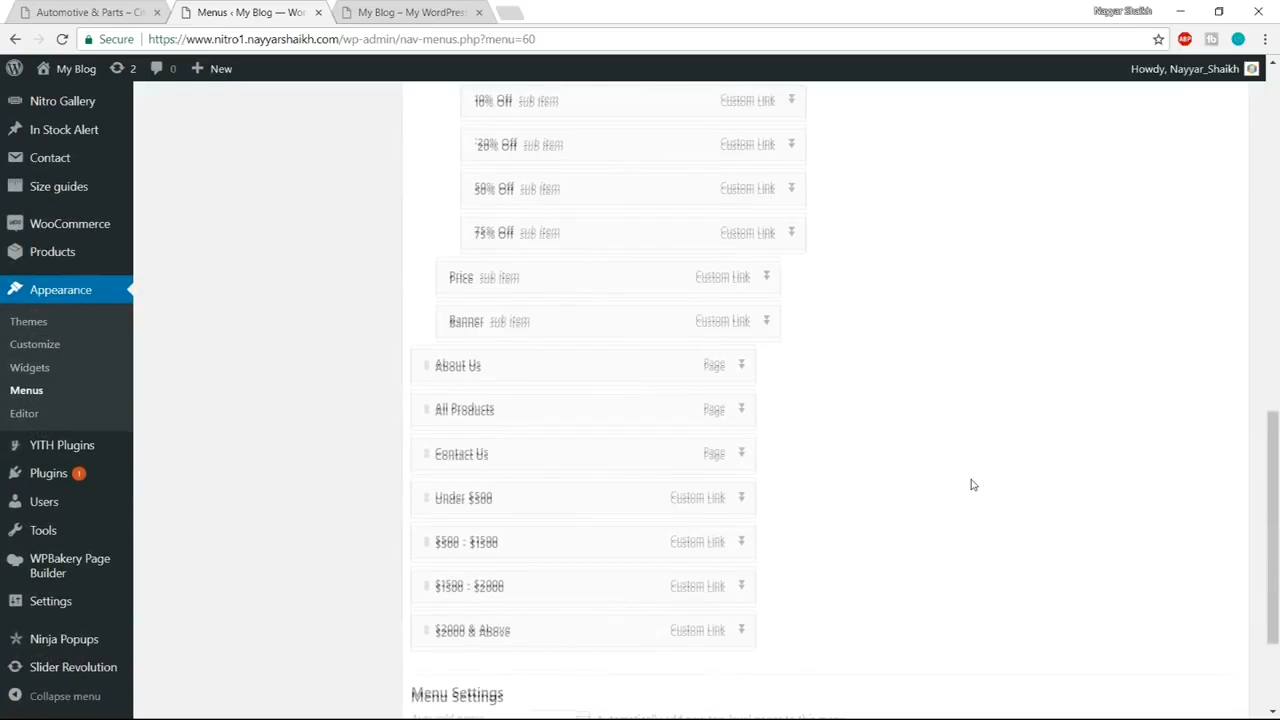 Automotive & Parts – Ci
Menus ‹ My Blog — Wor
My Blog – My WordPres
Nayyar Shaikh
Secure
https://www.nitro1.nayyarshaikh.com/wp-admin/nav-menus.php?menu=60
My Blog
2
0
New
Howdy, Nayyar_Shaikh
Nitro Gallery
In Stock Alert
Contact
Size guides
WooCommerce
Products
Appearance
Themes
Customize
Widgets
Menus
Editor
YITH Plugins
Plugins 1
Users
Tools
WPBakery Page
Builder
Settings
Ninja Popups
Slider Revolution
Collapse menu
10% Off sub item Custom Link
`20% Off sub item Custom Link
50% Off sub item Custom Link
75% Off sub item Custom Link
Price sub item Custom Link
Banner sub item Custom Link
About Us Page
All Products Page
Contact Us Page
Under $500 Custom Link
$500 - $1500 Custom Link
$1500 - $2000 Custom Link
$2000 & Above Custom Link
Menu Settings